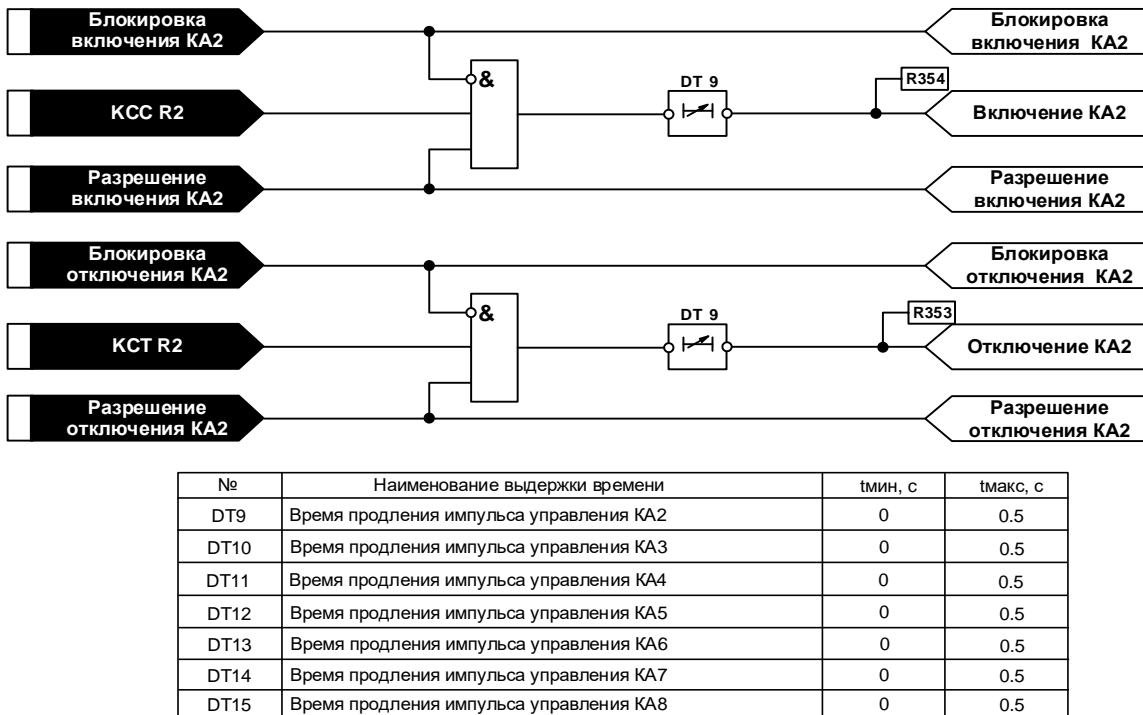 Блокировка
включения КА2
Блокировка
включения КА2
&
DT 9
R354
KCC R2
Включение КА2
Разрешение
включения КА2
Разрешение
включения КА2
Блокировка
отключения КА2
Блокировка
отключения КА2
&
DT 9
R353
KCT R2
Отключение КА2
Разрешение
отключения КА2
Разрешение
отключения КА2
№ Наименование выдержки времени tмин, с tмакс, с
DT9 Время продления импульса управления КА2 0 0.5
DT10 Время продления импульса управления КА3 0 0.5
DT11 Время продления импульса управления КА4 0 0.5
DT12 Время продления импульса управления КА5 0 0.5
DT13 Время продления импульса управления КА6 0 0.5
DT14 Время продления импульса управления КА7 0 0.5
DT15 Время продления импульса управления КА8 0 0.5